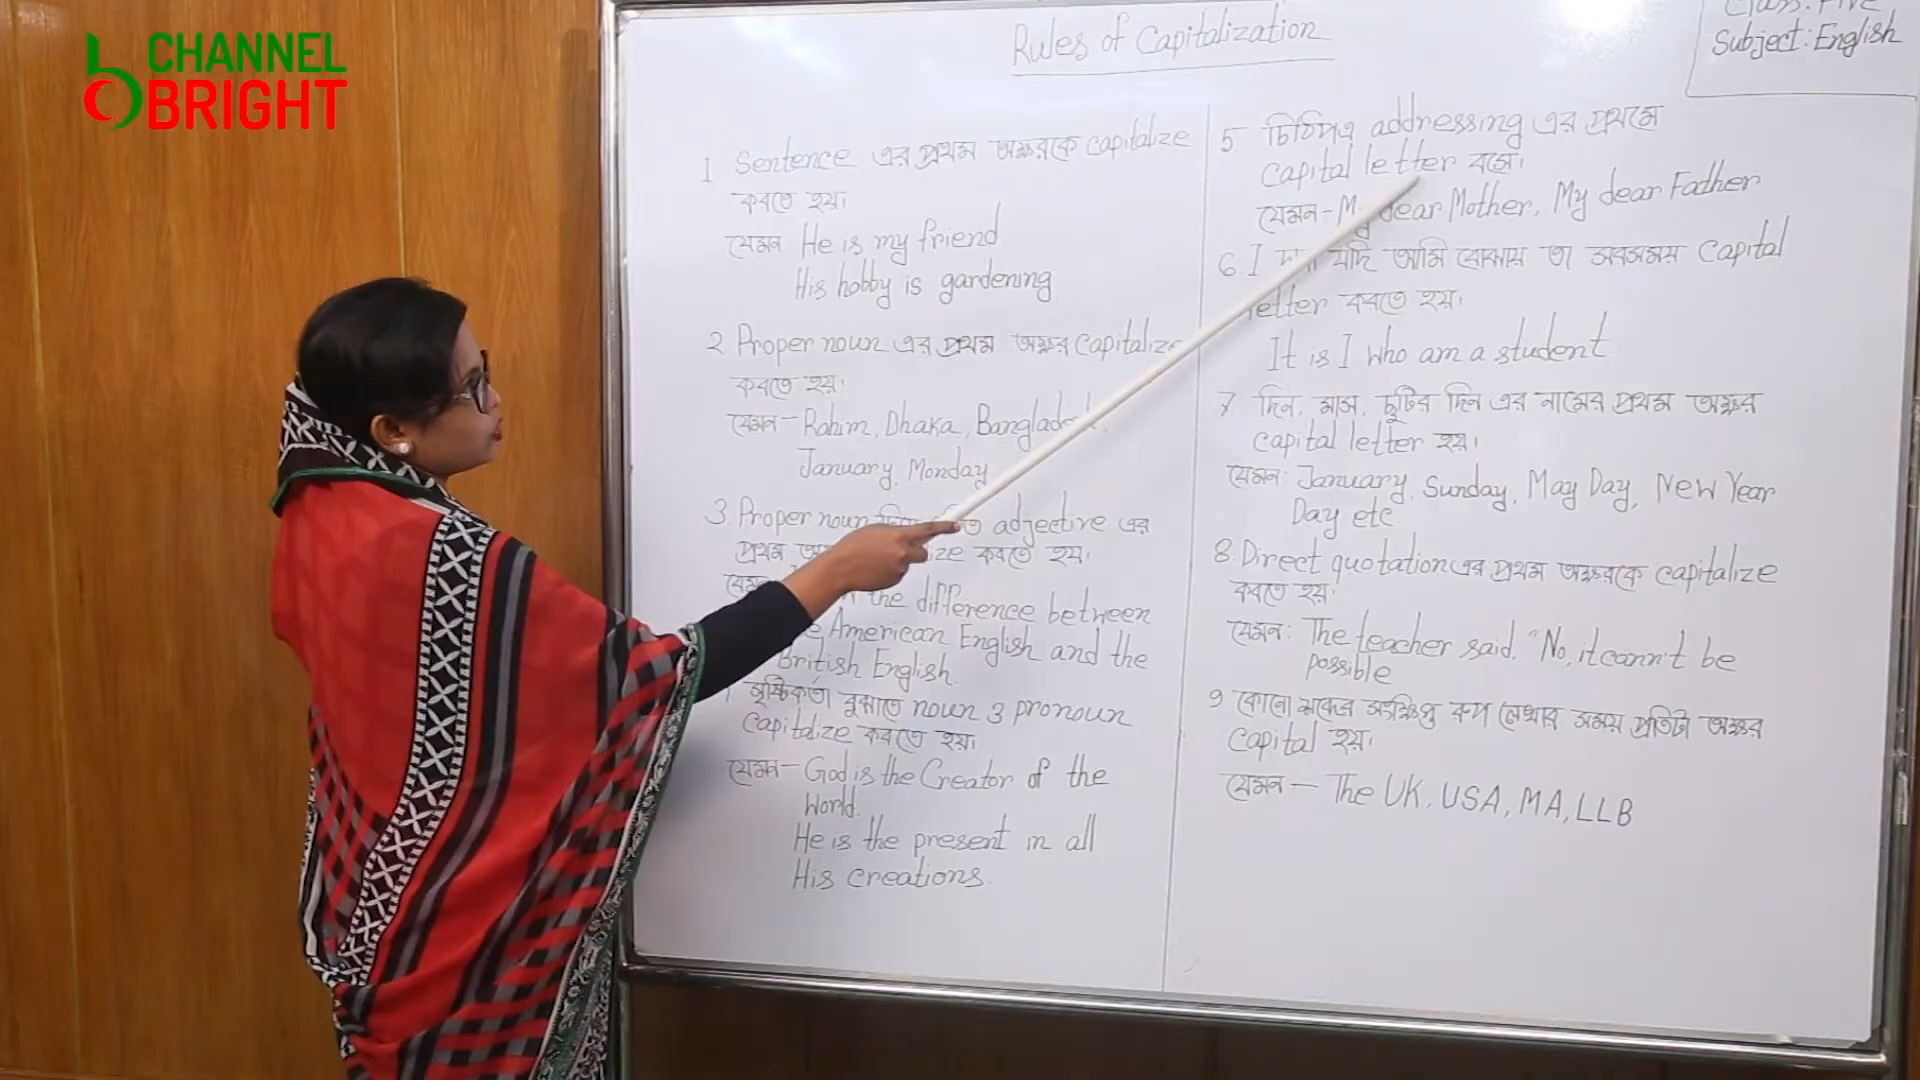 CHANNEL
BRIGHT
Rules of Capitalization
Class: Five
Subject: English
1. Sentence এর প্রথম অক্ষরকে capitalize
করতে হয়।
যেমন: He is my friend
His hobby is gardening
2 Proper noun এর প্রথম অক্ষর capitalize
করতে হয়।
যেমন - Rahim, Dhaka, Bangladesh,
January, Monday
3. Proper noun adjective এর
প্রথম করতে হয়।
যেমন the difference between
American English and the
British English.
সৃষ্টিকর্তা বুঝাতে noun ও pronoun
capitalize করতে হয়।
যেমন - God is the Creator of the
World.
He is the present in all
His creations.
5 চিঠিপত্র addressing এর প্রথমে
capital letter বসে।
যেমন - My dear Mother, My dear Father
6. I যদি আমি বোঝায় তা সবসময় capital
letter করতে হয়।
It is I who am a student
7. দিন, মাস, ছুটির দিন এর নামের প্রথম অক্ষর
capital letter হয়।
যেমন: January, Sunday, May Day, New Year
Day etc
8 Direct quotation এর প্রথম অক্ষরকে capitalize
করতে হয়।
যেমন: The teacher said, "No, it cann't be
possible
9 কোনো শব্দের সংক্ষিপ্ত রুপ লেখার সময় প্রতিটা অক্ষর
capital হয়।
যেমন — The UK, USA, MA, LLB